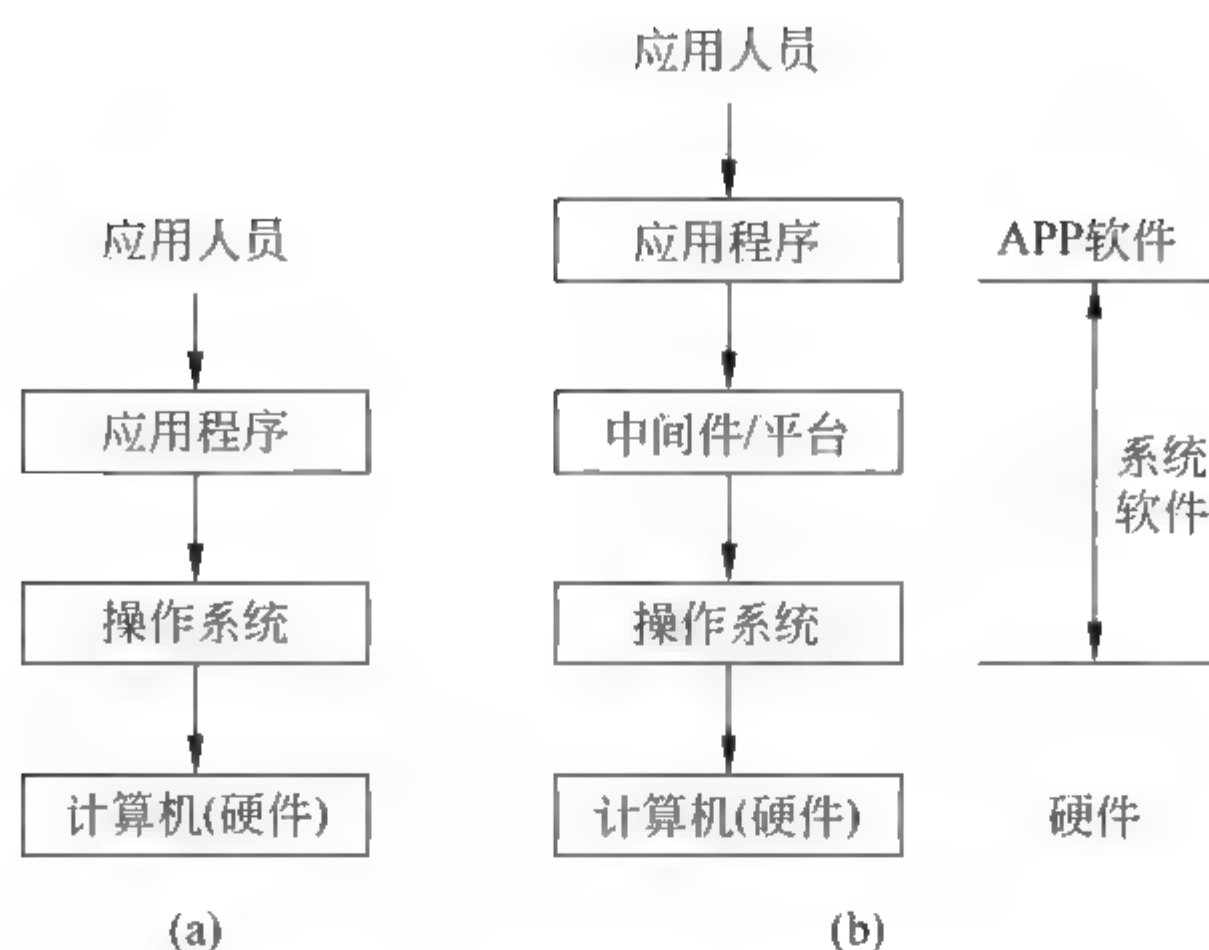 应用人员
应用程序
操作系统
计算机(硬件)
(a)
应用人员
应用程序
中间件/平台
操作系统
计算机(硬件)
(b)
APP软件
系统
软件
硬件